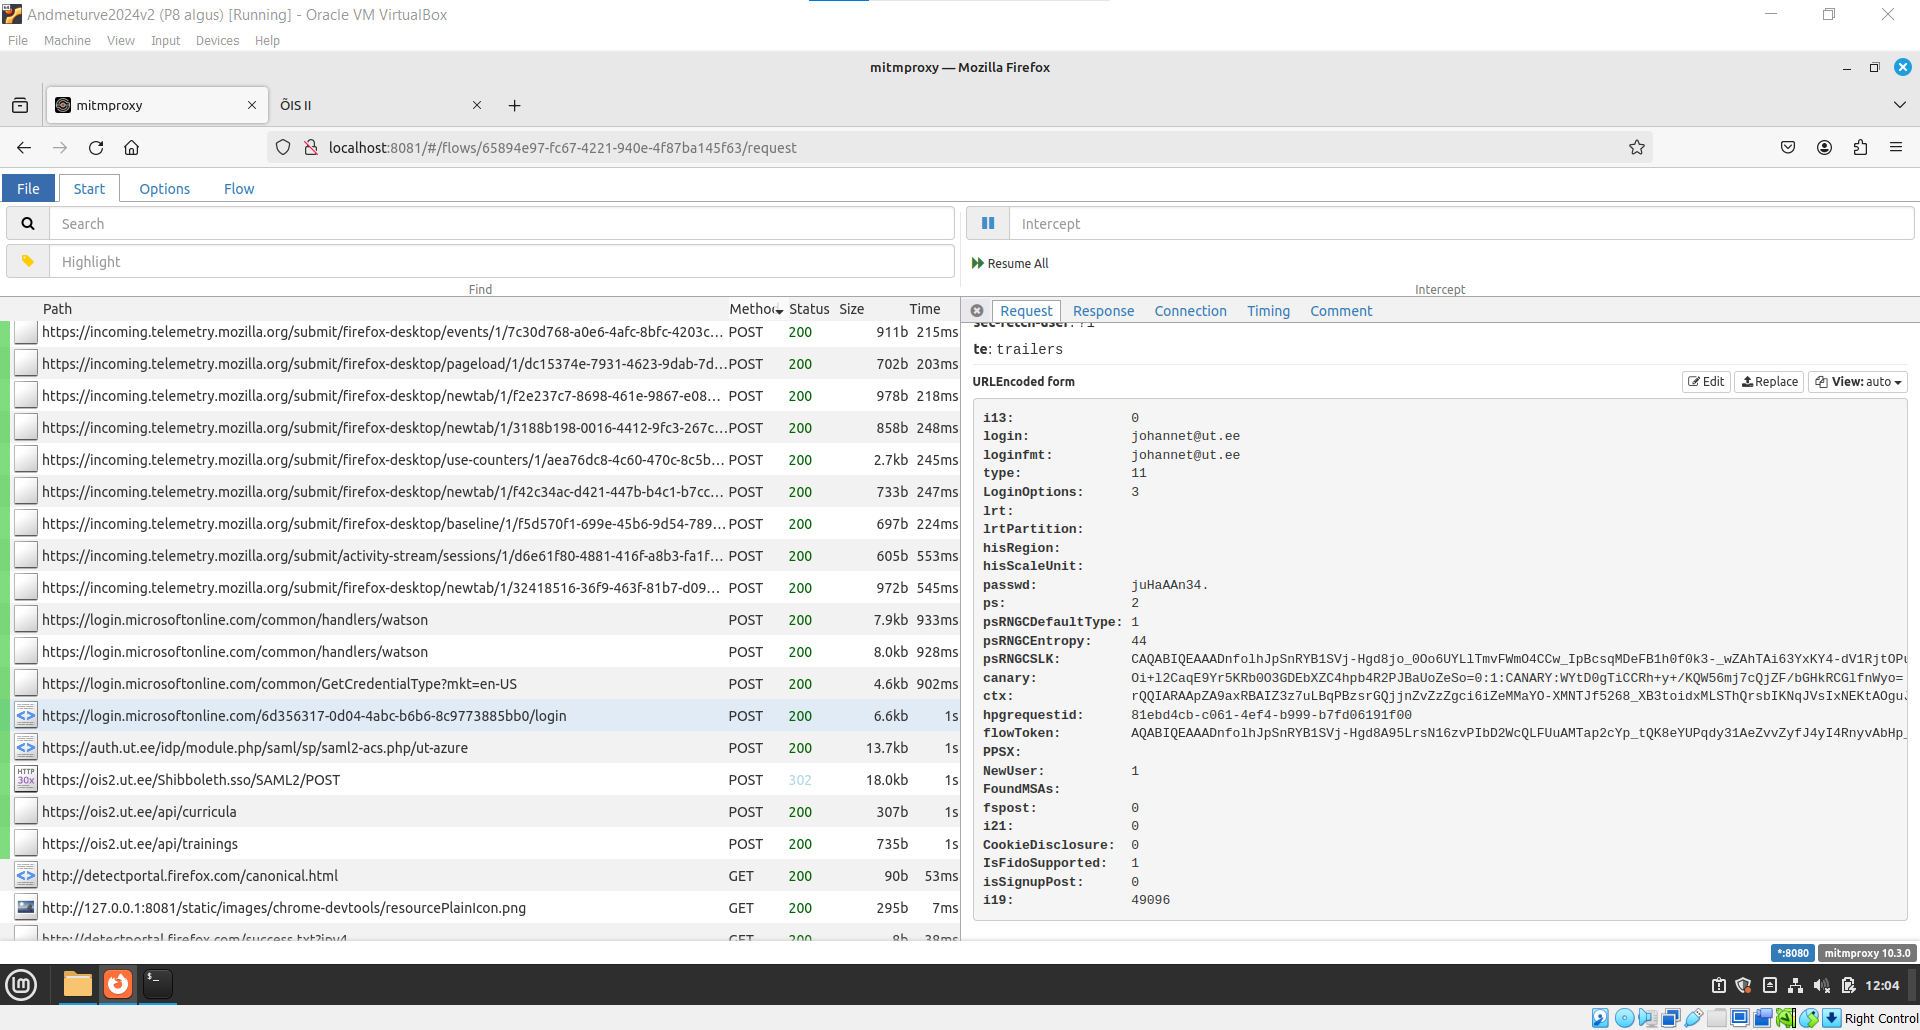 Andmeturve2024v2 (P8 algus) [Running] - Oracle VM VirtualBox
File Machine View Input Devices Help
mitmproxy — Mozilla Firefox
mitmproxy
ÕIS II
localhost:8081/#/flows/65894e97-fc67-4221-940e-4f87ba145f63/request
File Start Options Flow
Search
Intercept
Highlight
Resume All
Find
Intercept
Path Method Status Size Time
https://incoming.telemetry.mozilla.org/submit/firefox-desktop/events/1/7c30d768-a0e6-4afc-8bfc-4203c... POST 200 911b 215ms
https://incoming.telemetry.mozilla.org/submit/firefox-desktop/pageload/1/dc15374e-7931-4623-9dab-7d... POST 200 702b 203ms
https://incoming.telemetry.mozilla.org/submit/firefox-desktop/newtab/1/f2e237c7-8698-461e-9867-e08... POST 200 978b 218ms
https://incoming.telemetry.mozilla.org/submit/firefox-desktop/newtab/1/3188b198-0016-4412-9fc3-267c... POST 200 858b 248ms
https://incoming.telemetry.mozilla.org/submit/firefox-desktop/use-counters/1/aea76dc8-4c60-470c-8c5b... POST 200 2.7kb 245ms
https://incoming.telemetry.mozilla.org/submit/firefox-desktop/newtab/1/f42c34ac-d421-447b-b4c1-b7cc... POST 200 733b 247ms
https://incoming.telemetry.mozilla.org/submit/firefox-desktop/baseline/1/f5d570f1-699e-45b6-9d54-789... POST 200 697b 224ms
https://incoming.telemetry.mozilla.org/submit/activity-stream/sessions/1/d6e61f80-4881-416f-a8b3-fa1f... POST 200 605b 553ms
https://incoming.telemetry.mozilla.org/submit/firefox-desktop/newtab/1/32418516-36f9-463f-81b7-d09... POST 200 972b 545ms
https://login.microsoftonline.com/common/handlers/watson POST 200 7.9kb 933ms
https://login.microsoftonline.com/common/handlers/watson POST 200 8.0kb 928ms
https://login.microsoftonline.com/common/GetCredentialType?mkt=en-US POST 200 4.6kb 902ms
https://login.microsoftonline.com/6d356317-0d04-4abc-b6b6-8c9773885bb0/login POST 200 6.6kb 1s
https://auth.ut.ee/idp/module.php/saml/sp/saml2-acs.php/ut-azure POST 200 13.7kb 1s
HTTP 30x https://ois2.ut.ee/Shibboleth.sso/SAML2/POST POST 302 18.0kb 1s
https://ois2.ut.ee/api/curricula POST 200 307b 1s
https://ois2.ut.ee/api/trainings POST 200 735b 1s
http://detectportal.firefox.com/canonical.html GET 200 90b 53ms
http://127.0.0.1:8081/static/images/chrome-devtools/resourcePlainIcon.png GET 200 295b 7ms
http://detectportal.firefox.com/success.txt?ipv4 GET 200 8b 38ms
Request Response Connection Timing Comment
sec-fetch-user: ?1
te: trailers
URLEncoded form
Edit Replace View: auto
i13: 0
login: johannet@ut.ee
loginfmt: johannet@ut.ee
type: 11
LoginOptions: 3
lrt:
lrtPartition:
hisRegion:
hisScaleUnit:
passwd: juHaAAn34.
ps: 2
psRNGCDefaultType: 1
psRNGCEntropy: 44
psRNGCSLK: CAQABIQEAAADnfolhJpSnRYB1SVj-Hgd8jo_0Oo6UYLlTmvFWmO4CCw_IpBcsqMDeFB1h0f0k3-_wZAhTAi63YxKY4-dV1RjtOPu
canary: Oi+l2CaqE9Yr5KRb0O3GDEbXZC4hpb4R2PJBaUoZeSo=0:1:CANARY:WYtD0gTiCCRh+y+/KQW56mj7cQjZF/bGHkRCGlfnWyo=
ctx: rQQIARAApZA9axRBAIZ3z7uLBqPBzsrGQjjnZvZzZgci6iZeMMaYO-XMNTJf5268_XB3toidxMLSThQrsbIKNqJVsIxNEKtAOguJ
hpgrequestid: 81ebd4cb-c061-4ef4-b999-b7fd06191f00
flowToken: AQABIQEAAADnfolhJpSnRYB1SVj-Hgd8A95LrsN16zvPIbD2WcQLFUuAMTap2cYp_tQK8eYUPqdy31AeZvvZyfJ4yI4RnyvAbHp_
PPSX:
NewUser: 1
FoundMSAs:
fspost: 0
i21: 0
CookieDisclosure: 0
IsFidoSupported: 1
isSignupPost: 0
i19: 49096
*:8080 mitmproxy 10.3.0
12:04
Right Control